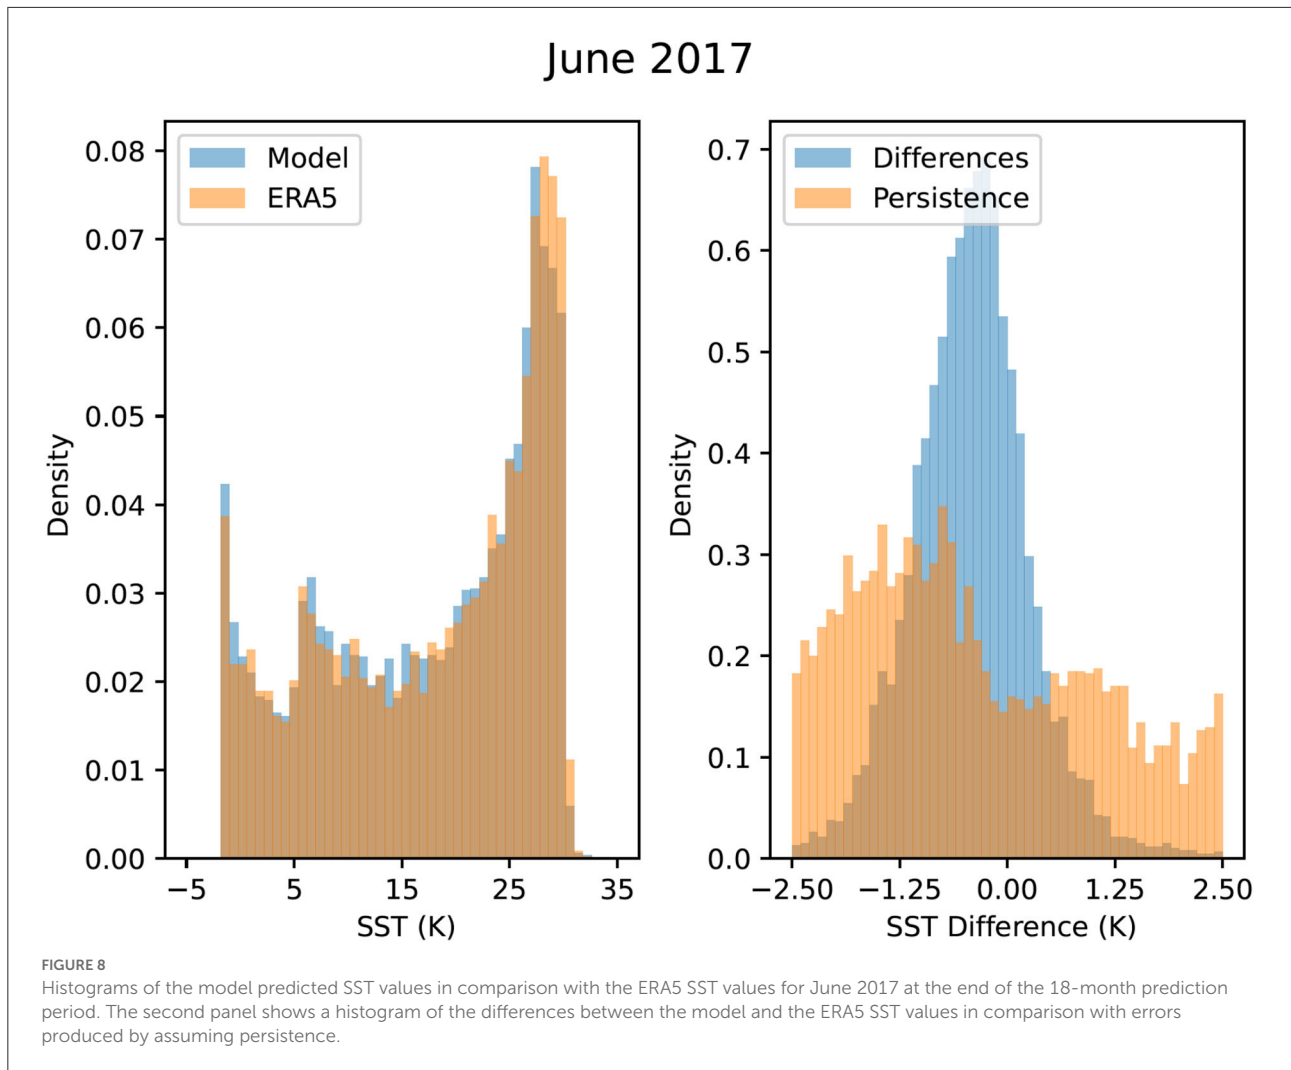 June 2017
Model
ERA5
0.08
0.07
0.06
0.05
0.04
0.03
0.02
0.01
0.00
Density
−5
5
15
25
35
SST (K)
Differences
Persistence
0.7
0.6
0.5
0.4
0.3
0.2
0.1
0.0
Density
−2.50
−1.25
0.00
1.25
2.50
SST Difference (K)
FIGURE 8
Histograms of the model predicted SST values in comparison with the ERA5 SST values for June 2017 at the end of the 18-month prediction
period. The second panel shows a histogram of the differences between the model and the ERA5 SST values in comparison with errors
produced by assuming persistence.